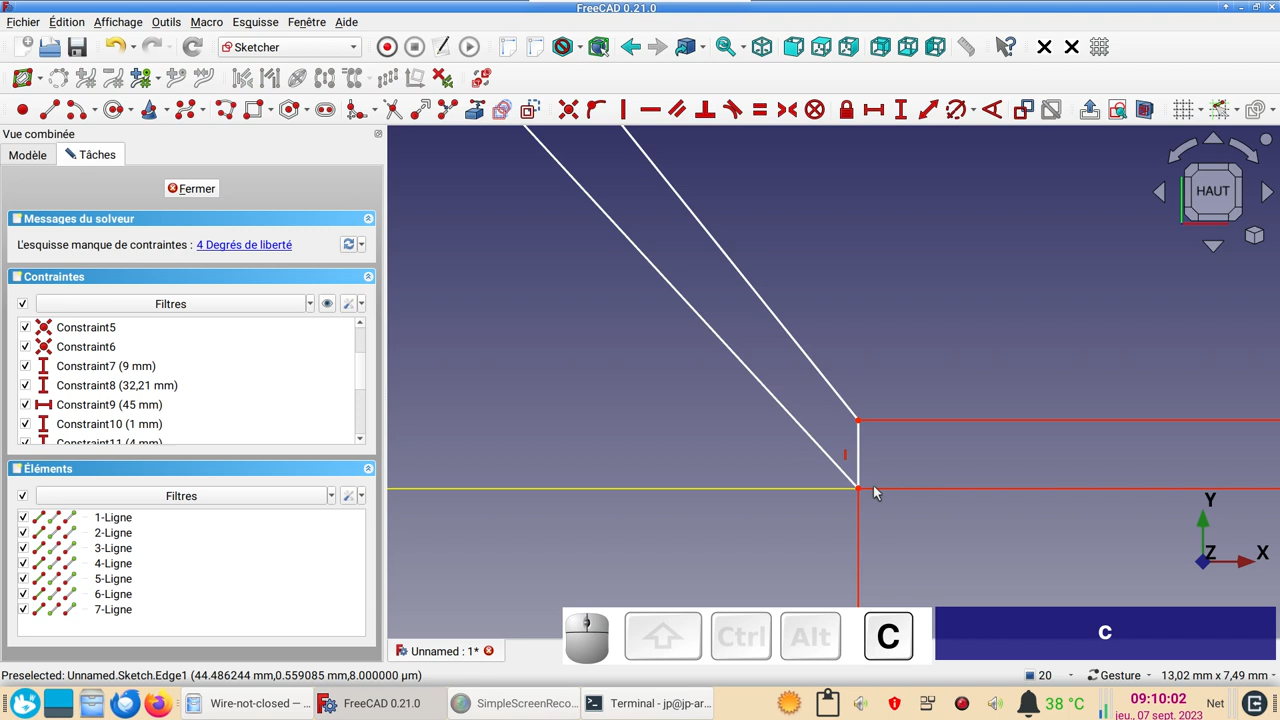 FreeCAD 0.21.0
Fichier Édition Affichage Outils Macro Esquisse Fenêtre Aide
Sketcher
Vue combinée
Modèle Tâches
Fermer
Messages du solveur
L'esquisse manque de contraintes : 4 Degrés de liberté
Contraintes
Filtres
Constraint5
Constraint6
Constraint7 (9 mm)
Constraint8 (32,21 mm)
Constraint9 (45 mm)
Constraint10 (1 mm)
Constraint11 (4 mm)
Éléments
Filtres
1-Ligne
2-Ligne
3-Ligne
4-Ligne
5-Ligne
6-Ligne
7-Ligne
HAUT
Y
Z
X
Ctrl Alt C c
Unnamed : 1*
Preselected: Unnamed.Sketch.Edge1 (44.486244 mm,0.559085 mm,8.000000 µm) 20 Gesture 13,02 mm x 7,49 mm
Wire-not-closed – ... FreeCAD 0.21.0 SimpleScreenReco... Terminal - jp@jp-ar... 38 °C 09:10:02 Net
jeu., 07 sept. 2023